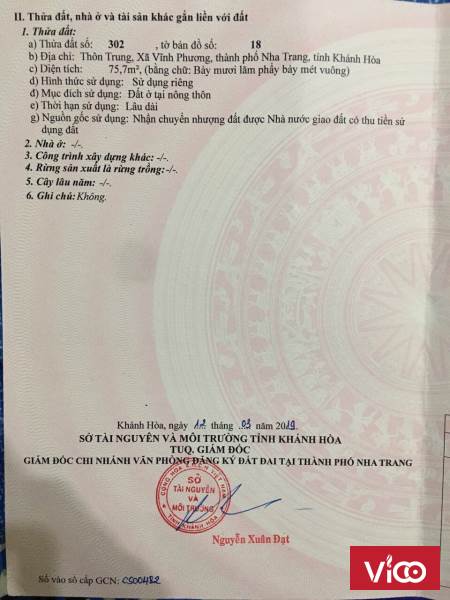 II. Thửa đất, nhà ở và tài sản khác gắn liền với đất
1. Thửa đất:
a) Thửa đất số: 302 , tờ bản đồ số: 18
b) Địa chỉ: Thôn Trung, Xã Vĩnh Phương, thành phố Nha Trang, tỉnh Khánh Hòa
c) Diện tích: 75,7m², (bằng chữ: Bảy mươi lăm phẩy bảy mét vuông)
d) Hình thức sử dụng: Sử dụng riêng
đ) Mục đích sử dụng: Đất ở tại nông thôn
e) Thời hạn sử dụng: Lâu dài
g) Nguồn gốc sử dụng: Nhận chuyển nhượng đất được Nhà nước giao đất có thu tiền sử
dụng đất
2. Nhà ở: -/-.
3. Công trình xây dựng khác: -/-.
4. Rừng sản xuất là rừng trồng:-/-.
5. Cây lâu năm: -/-.
6. Ghi chú:Không.
Khánh Hòa, ngày 12 tháng 03 năm 2019
SỞ TÀI NGUYÊN VÀ MÔI TRƯỜNG TỈNH KHÁNH HÒA
TUQ. GIÁM ĐỐC
GIÁM ĐỐC CHI NHÁNH VĂN PHÒNG ĐĂNG KÝ ĐẤT ĐAI TẠI THÀNH PHỐ NHA TRANG
SỞ
TÀI NGUYÊN
VÀ
MÔI TRƯỜNG
TỈNH KHÁNH HÒA
Nguyễn Xuân Đạt
Số vào sổ cấp GCN: CS00482
Vico